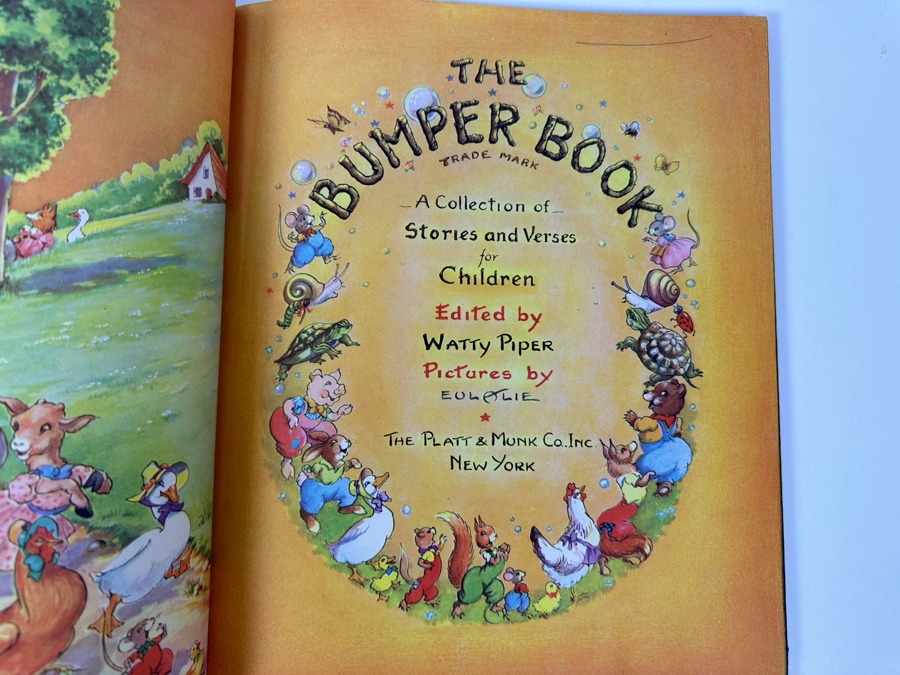 THE
BUMPER BOOK
TRADE MARK
A Collection of
Stories and Verses
for
Children
Edited by
WATTY PIPER
Pictures by
EULALIE
THE PLATT & MUNK CO., INC.
NEW YORK